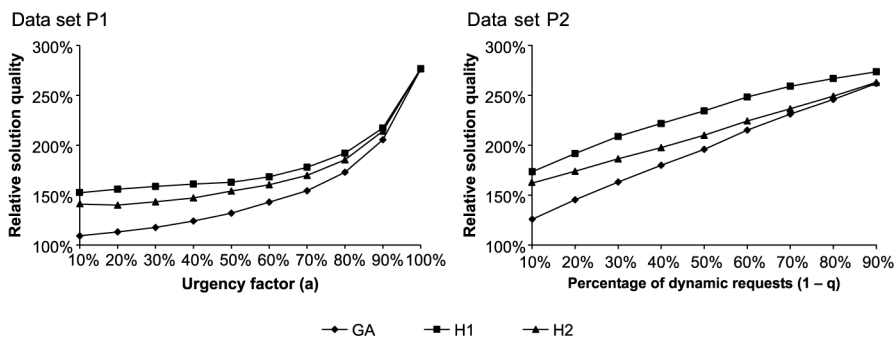 Data set P1
300%
250%
200%
150%
100%
Relative solution quality
10% 20% 30% 40% 50% 60% 70% 80% 90% 100%
Urgency factor (a)
Data set P2
300%
250%
200%
150%
100%
Relative solution quality
10% 20% 30% 40% 50% 60% 70% 80% 90%
Percentage of dynamic requests (1 – q)
GA H1 H2